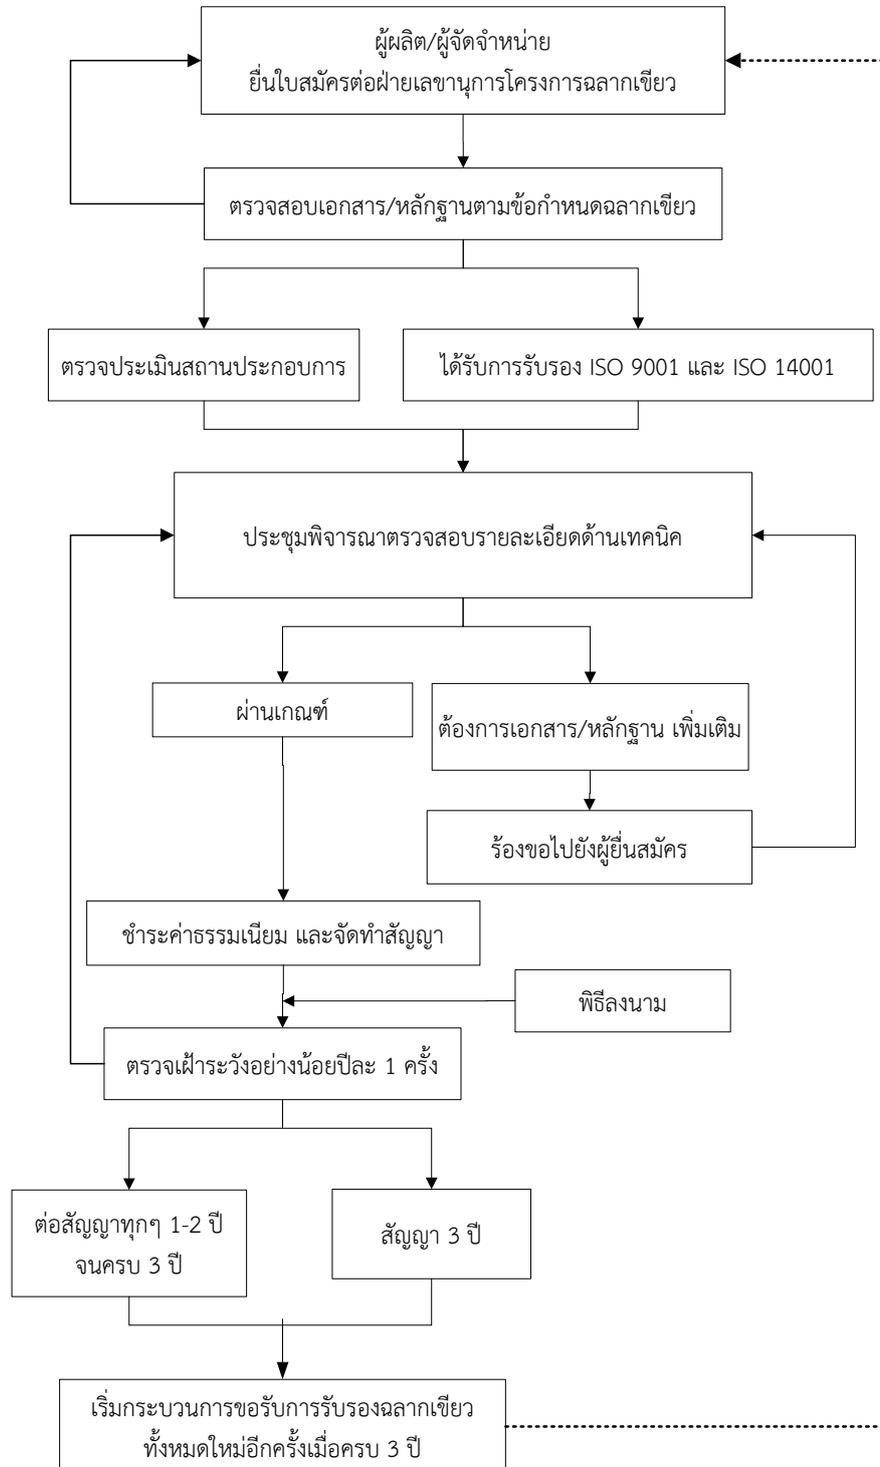 ผู้ผลิต/ผู้จัดจำหน่าย
ยื่นใบสมัครต่อฝ่ายเลขานุการโครงการฉลากเขียว
ตรวจสอบเอกสาร/หลักฐานตามข้อกำหนดฉลากเขียว
ตรวจประเมินสถานประกอบการ
ได้รับการรับรอง ISO 9001 และ ISO 14001
ประชุมพิจารณาตรวจสอบรายละเอียดด้านเทคนิค
ผ่านเกณฑ์
ต้องการเอกสาร/หลักฐาน เพิ่มเติม
ร้องขอไปยังผู้ยื่นสมัคร
ชำระค่าธรรมเนียม และจัดทำสัญญา
พิธีลงนาม
ตรวจเฝ้าระวังอย่างน้อยปีละ 1 ครั้ง
ต่อสัญญาทุกๆ 1-2 ปี
จนครบ 3 ปี
สัญญา 3 ปี
เริ่มกระบวนการขอรับการรับรองฉลากเขียว
ทั้งหมดใหม่อีกครั้งเมื่อครบ 3 ปี